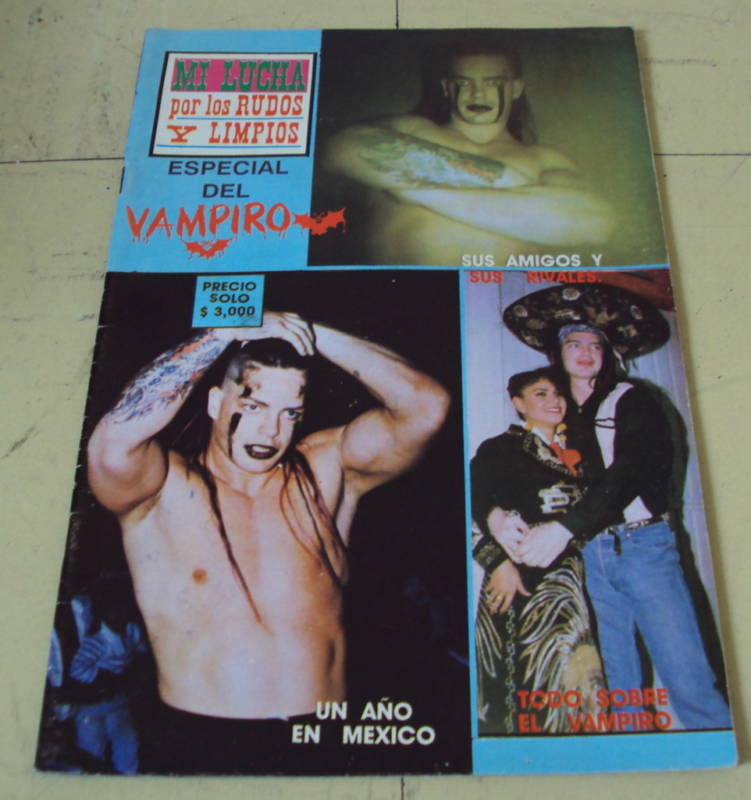 MI LUCHA
por los RUDOS
Y LIMPIOS
ESPECIAL
DEL
VAMPIRO
SUS AMIGOS Y
SUS RIVALES.
PRECIO
SOLO
$ 3,000
UN AÑO
EN MEXICO
TODO SOBRE
EL VAMPIRO